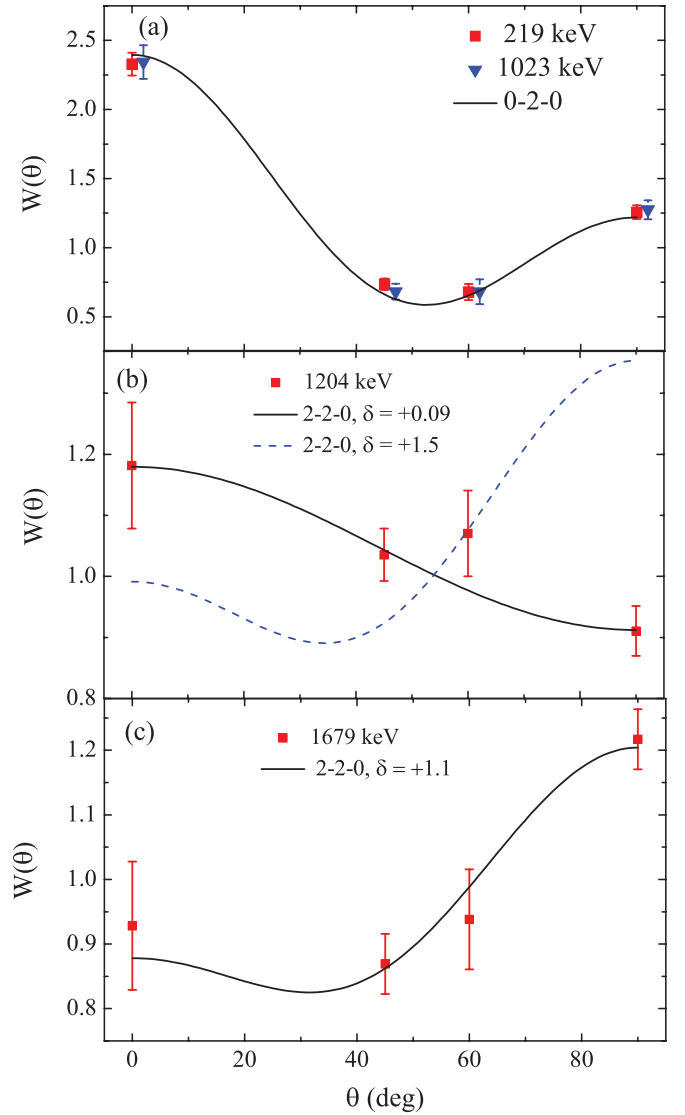 (a)
219 keV
1023 keV
0-2-0
2.5
2.0
1.5
1.0
0.5
W(θ)
(b)
1204 keV
2-2-0, δ = +0.09
2-2-0, δ = +1.5
1.2
1.0
0.8
W(θ)
(c)
1679 keV
2-2-0, δ = +1.1
1.2
1.1
1.0
0.9
0.8
W(θ)
0 20 40 60 80
θ (deg)